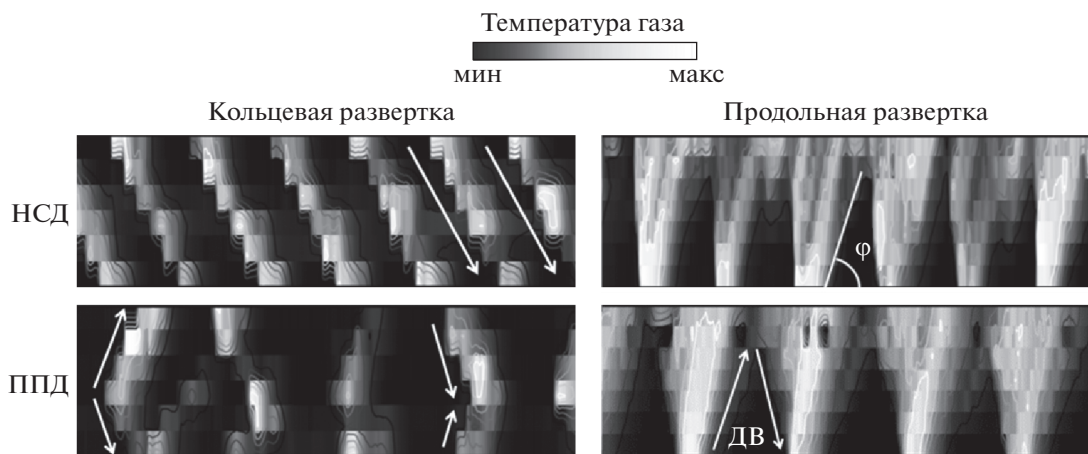 Температура газа
мин макс
Кольцевая развертка Продольная развертка
НСД
φ
ППД
ДВ